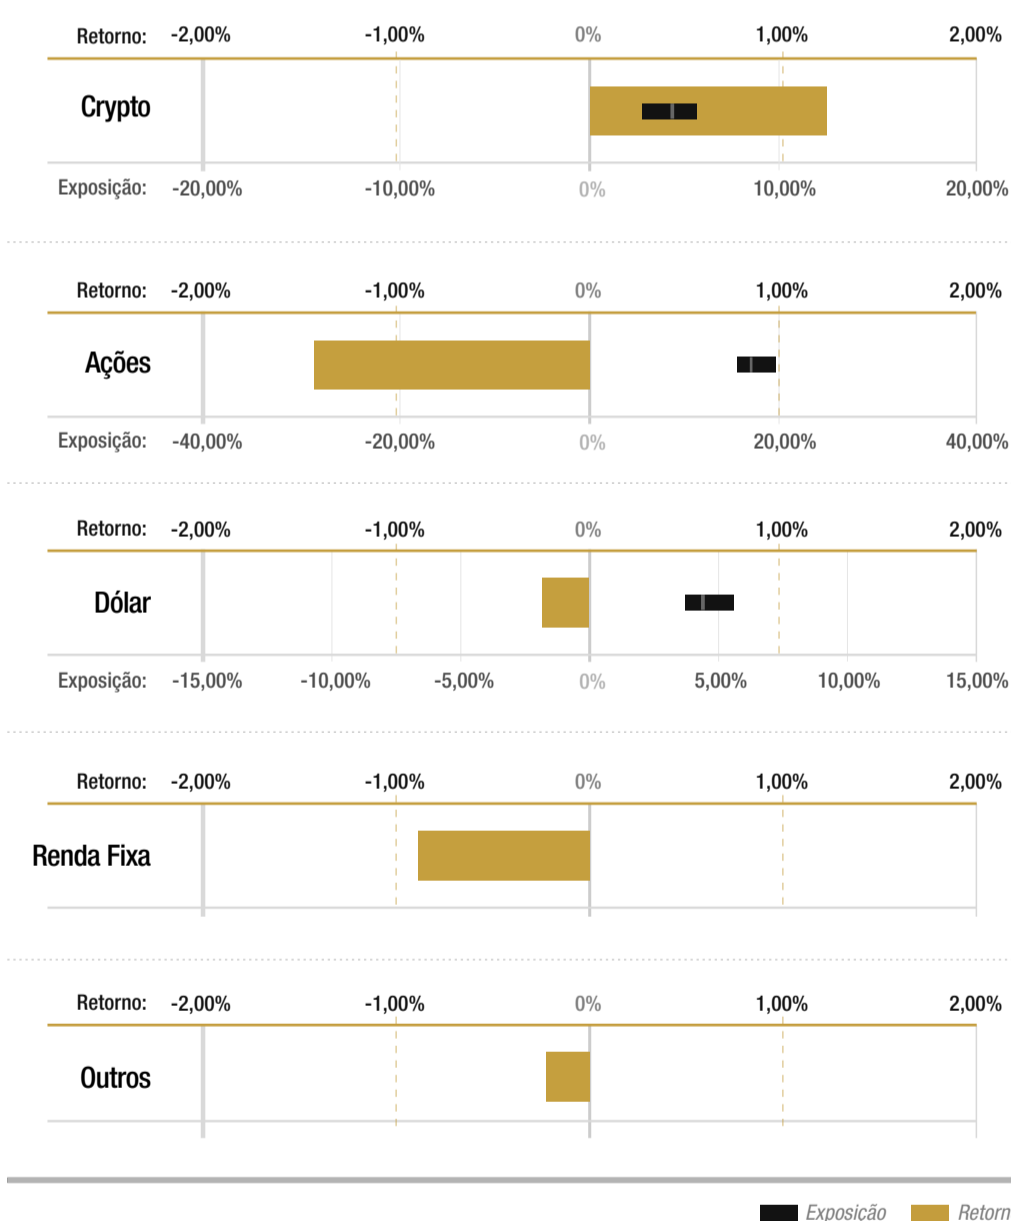 Retorno: -2,00% -1,00% 0% 1,00% 2,00%
Crypto
Exposição: -20,00% -10,00% 0% 10,00% 20,00%
Retorno: -2,00% -1,00% 0% 1,00% 2,00%
Ações
Exposição: -40,00% -20,00% 0% 20,00% 40,00%
Retorno: -2,00% -1,00% 0% 1,00% 2,00%
Dólar
Exposição: -15,00% -10,00% -5,00% 0% 5,00% 10,00% 15,00%
Retorno: -2,00% -1,00% 0% 1,00% 2,00%
Renda Fixa
Retorno: -2,00% -1,00% 0% 1,00% 2,00%
Outros
Exposição Retorn